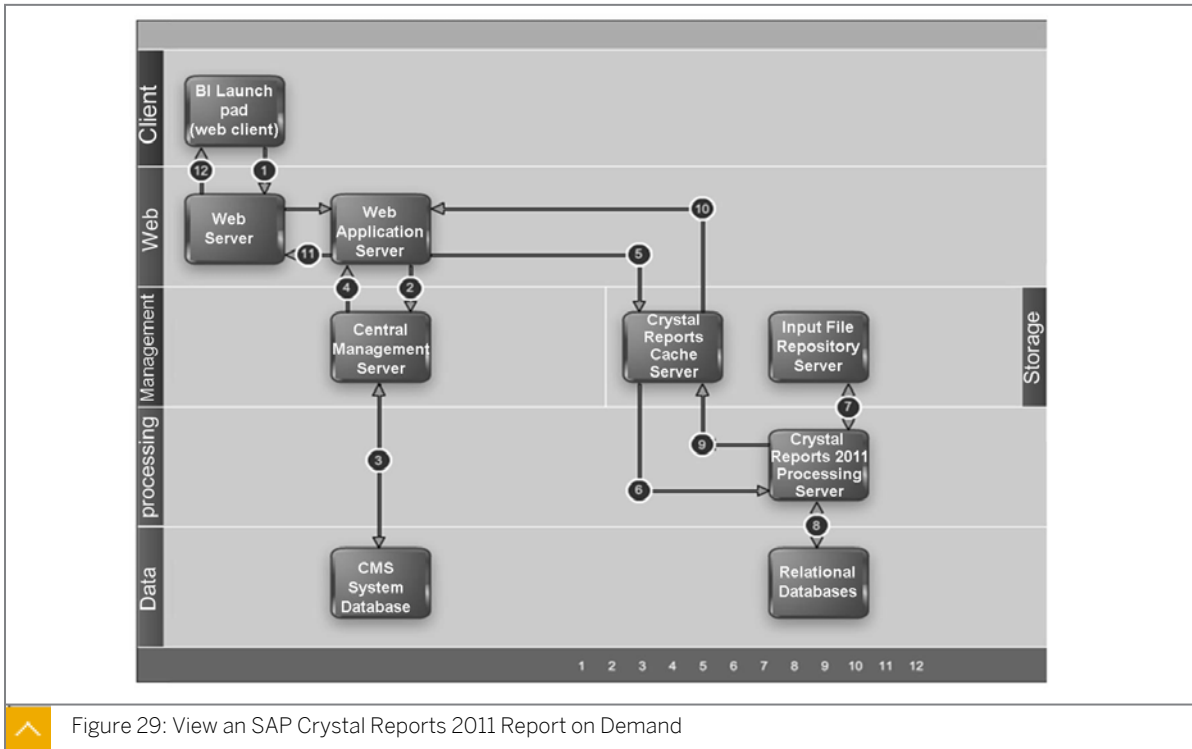 Client
BI Launch
pad
(web client)
12
1
Web
Web
Server
Web
Application
Server
10
11
5
4
2
Management
Central
Management
Server
Crystal
Reports
Cache
Server
Input File
Repository
Server
Storage
7
processing
3
9
6
Crystal
Reports 2011
Processing
Server
8
Data
CMS
System
Database
Relational
Databases
1 2 3 4 5 6 7 8 9 10 11 12
Figure 29: View an SAP Crystal Reports 2011 Report on Demand